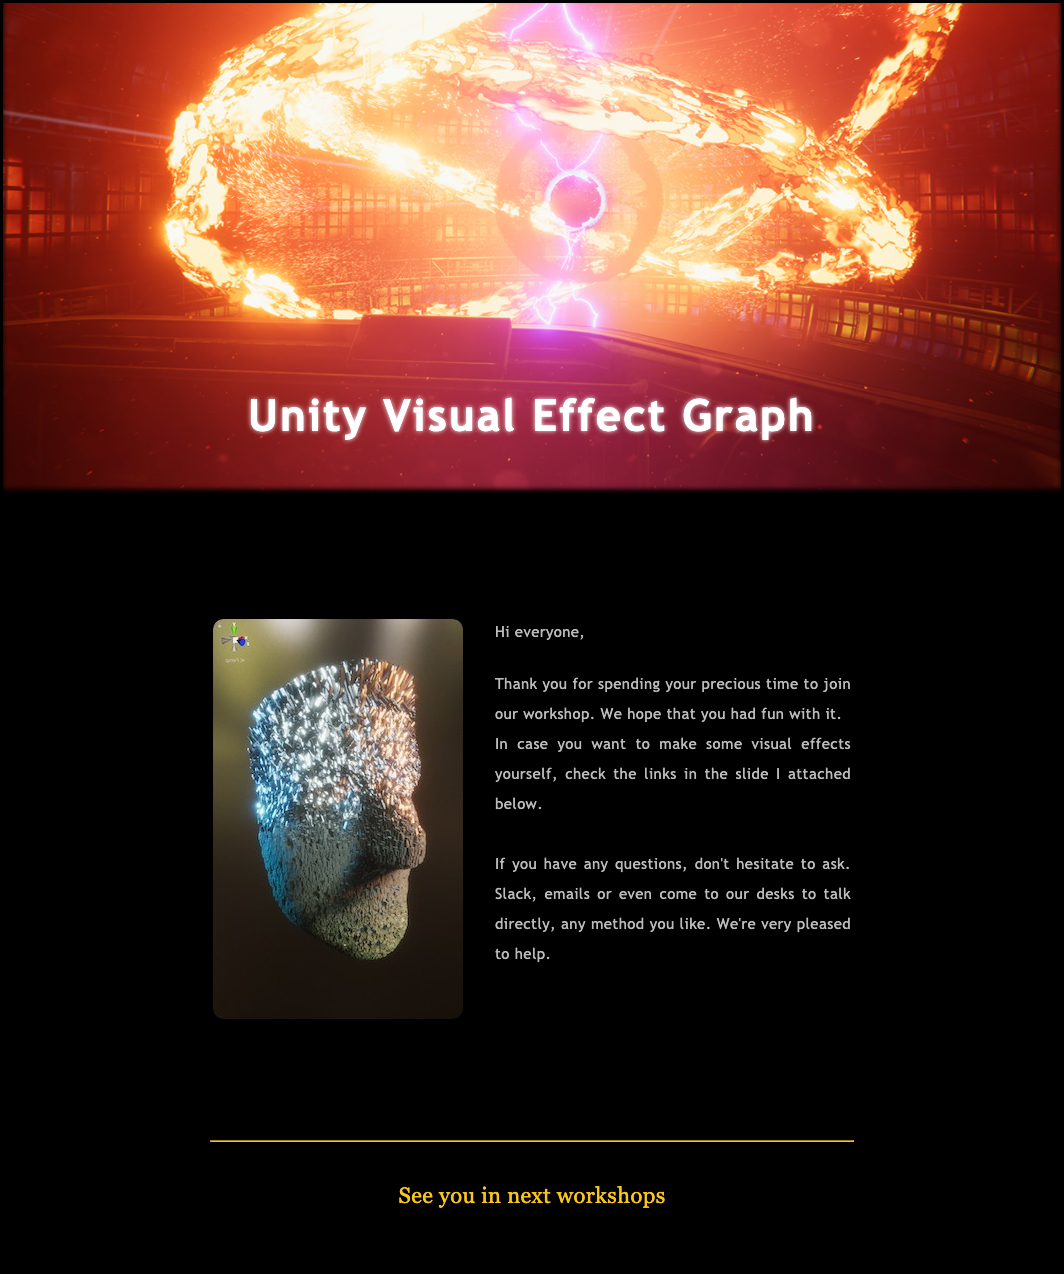 Unity Visual Effect Graph
Hi everyone,
Thank you for spending your precious time to join
our workshop. We hope that you had fun with it.
In case you want to make some visual effects
yourself, check the links in the slide I attached
below.
If you have any questions, don't hesitate to ask.
Slack, emails or even come to our desks to talk
directly, any method you like. We're very pleased
to help.
See you in next workshops